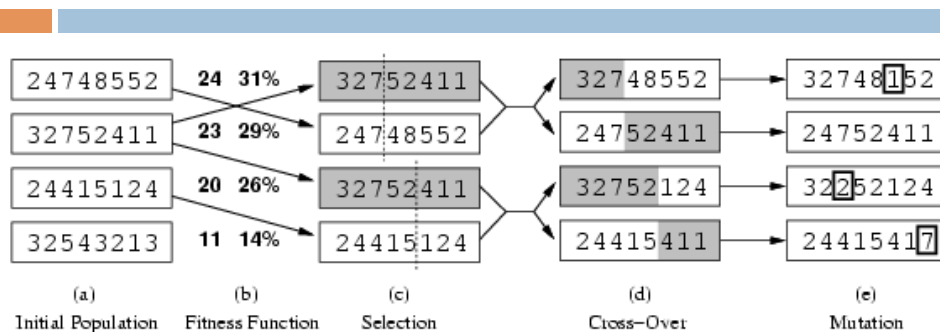 24748552 24 31% 32752411 32748552 32748152
32752411 23 29% 24748552 24752411 24752411
24415124 20 26% 32752411 32752124 32252124
32543213 11 14% 24415124 24415411 24415417
(a) (b) (c) (d) (e)
Initial Population Fitness Function Selection Cross–Over Mutation